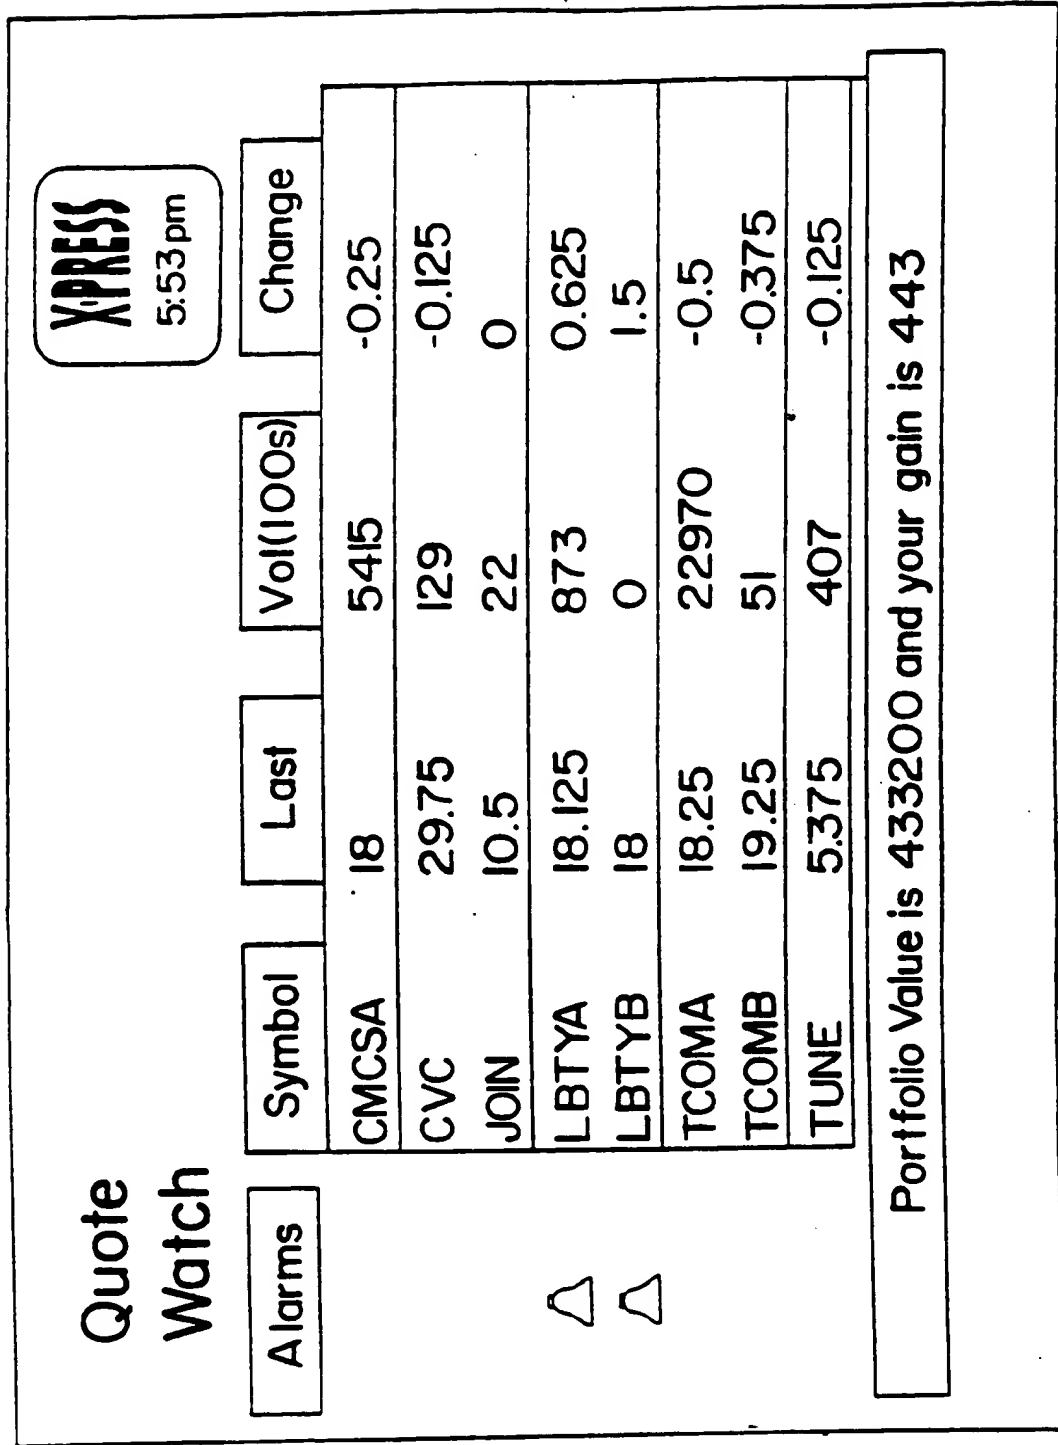 Quote
Watch
X·PRESS
5:53pm
Alarms Symbol Last Vol(100s) Change
CMCSA 18 5415 -0.25
CVC 29.75 129 -0.125
JOIN 10.5 22 0
LBTYA 18.125 873 0.625
LBTYB 18 0 1.5
TCOMA 18.25 22970 -0.5
TCOMB 19.25 51 -0.375
TUNE 5.375 407 -0.125
Portfolio Value is 433200 and your gain is 443